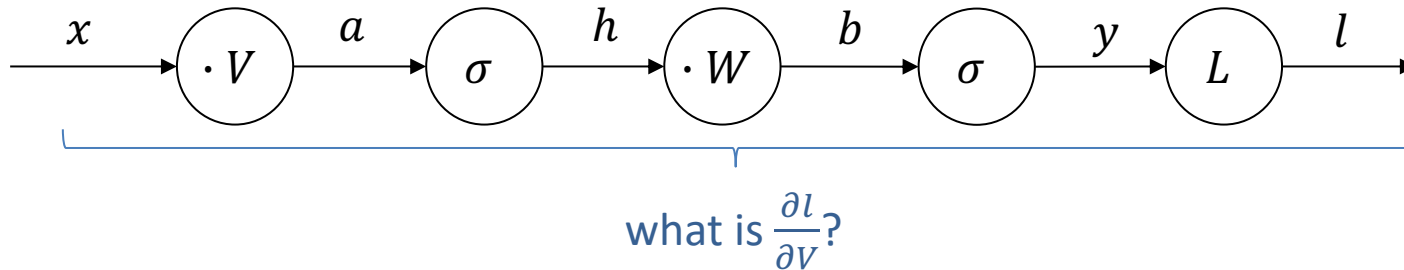 x a h b y l
· V σ · W σ L
what is ∂l/∂V?